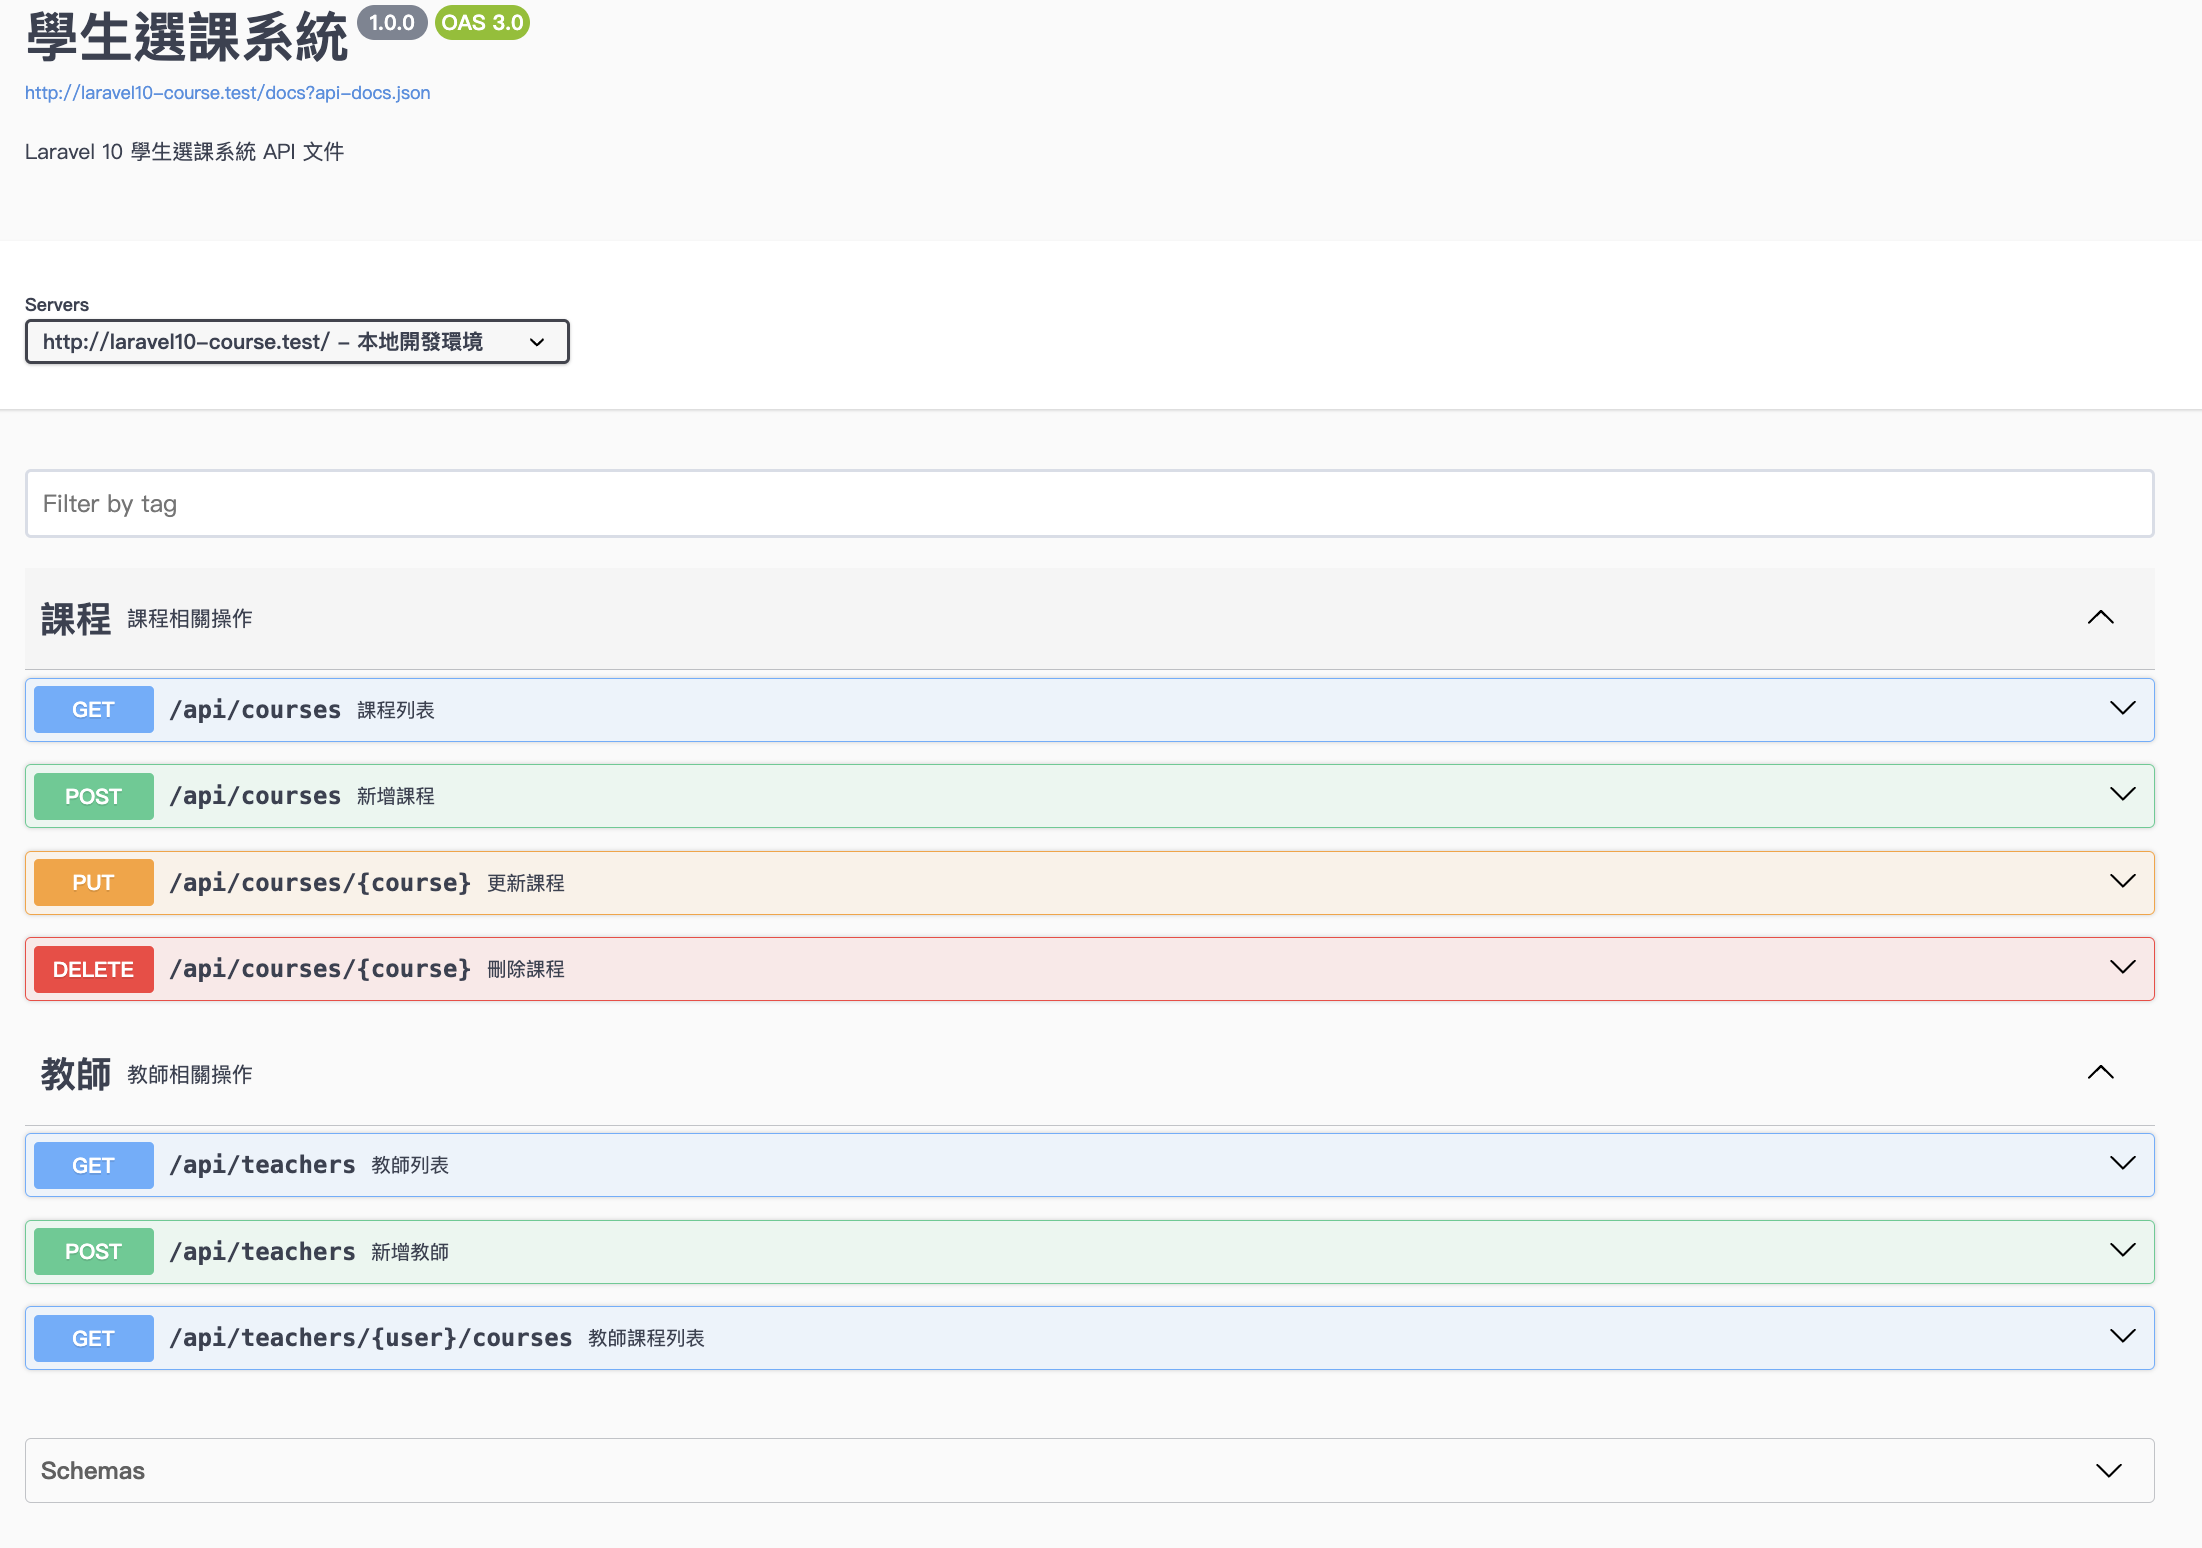 學生選課系統 1.0.0 OAS 3.0
http://laravel10-course.test/docs?api-docs.json
Laravel 10 學生選課系統 API 文件
Servers
http://laravel10-course.test/ - 本地開發環境
Filter by tag
課程 課程相關操作
GET /api/courses 課程列表
POST /api/courses 新增課程
PUT /api/courses/{course} 更新課程
DELETE /api/courses/{course} 刪除課程
教師 教師相關操作
GET /api/teachers 教師列表
POST /api/teachers 新增教師
GET /api/teachers/{user}/courses 教師課程列表
Schemas